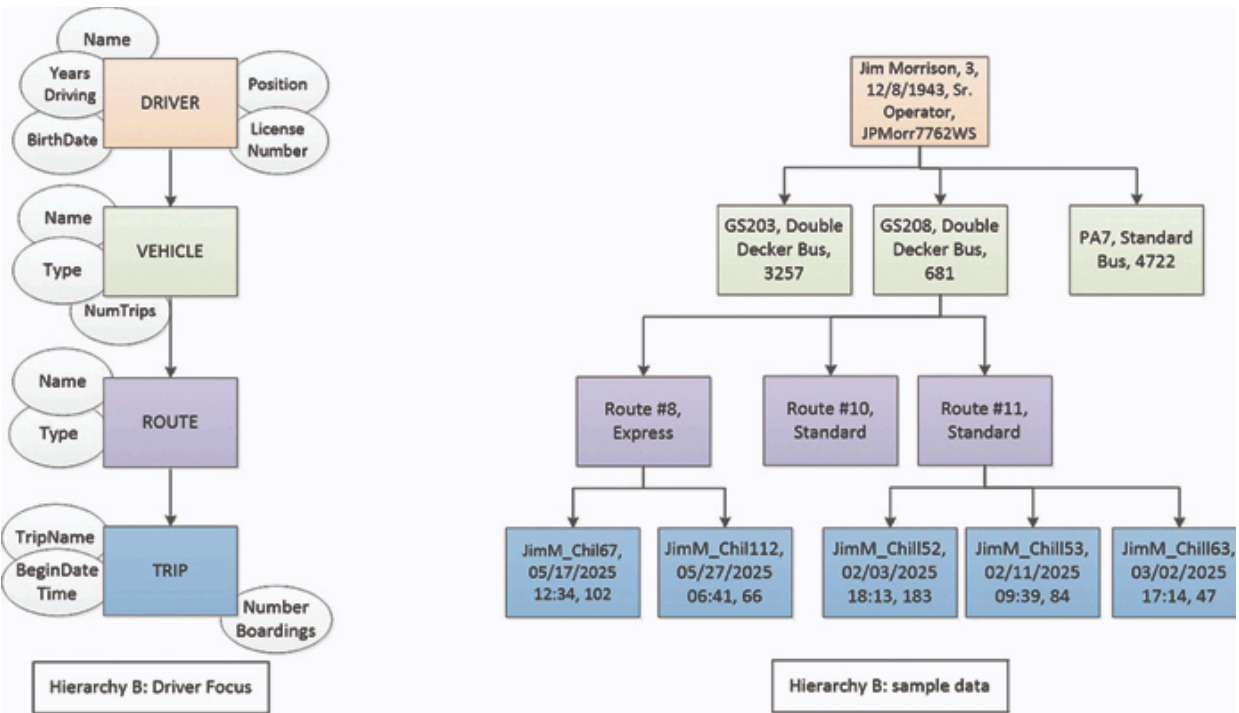 Name
Years
Driving
BirthDate
DRIVER
Position
License
Number
Name
Type
NumTrips
VEHICLE
Name
Type
ROUTE
TripName
BeginDate
Time
TRIP
Number
Boardings
Hierarchy B: Driver Focus
Jim Morrison, 3,
12/8/1943, Sr.
Operator,
JPMorr7762WS
GS203, Double
Decker Bus,
3257
GS208, Double
Decker Bus,
681
PA7, Standard
Bus, 4722
Route #8,
Express
Route #10,
Standard
Route #11,
Standard
JimM_Chil67,
05/17/2025
12:34, 102
JimM_Chil112,
05/27/2025
06:41, 66
JimM_Chill52,
02/03/2025
18:13, 183
JimM_Chill53,
02/11/2025
09:39, 84
JimM_Chill63,
03/02/2025
17:14, 47
Hierarchy B: sample data